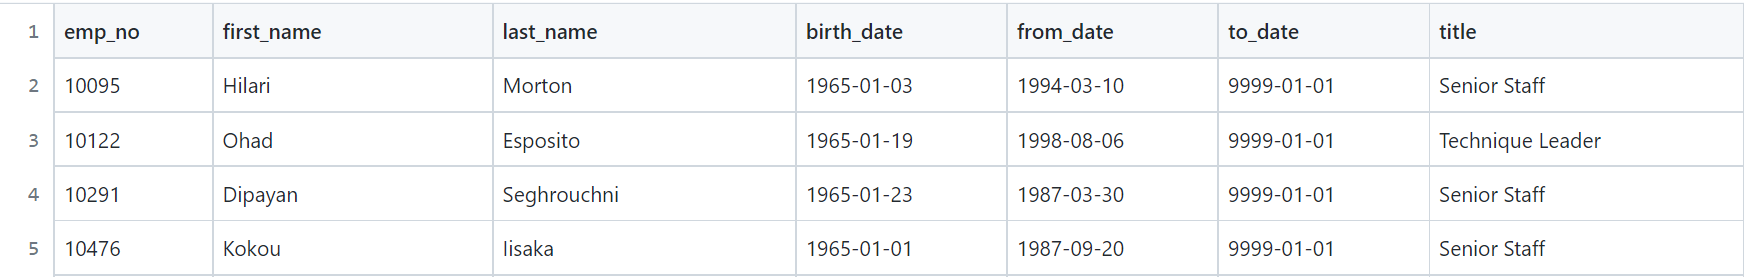 1 emp_no first_name last_name birth_date from_date to_date title
2 10095 Hilari Morton 1965-01-03 1994-03-10 9999-01-01 Senior Staff
3 10122 Ohad Esposito 1965-01-19 1998-08-06 9999-01-01 Technique Leader
4 10291 Dipayan Seghrouchni 1965-01-23 1987-03-30 9999-01-01 Senior Staff
5 10476 Kokou Iisaka 1965-01-01 1987-09-20 9999-01-01 Senior Staff